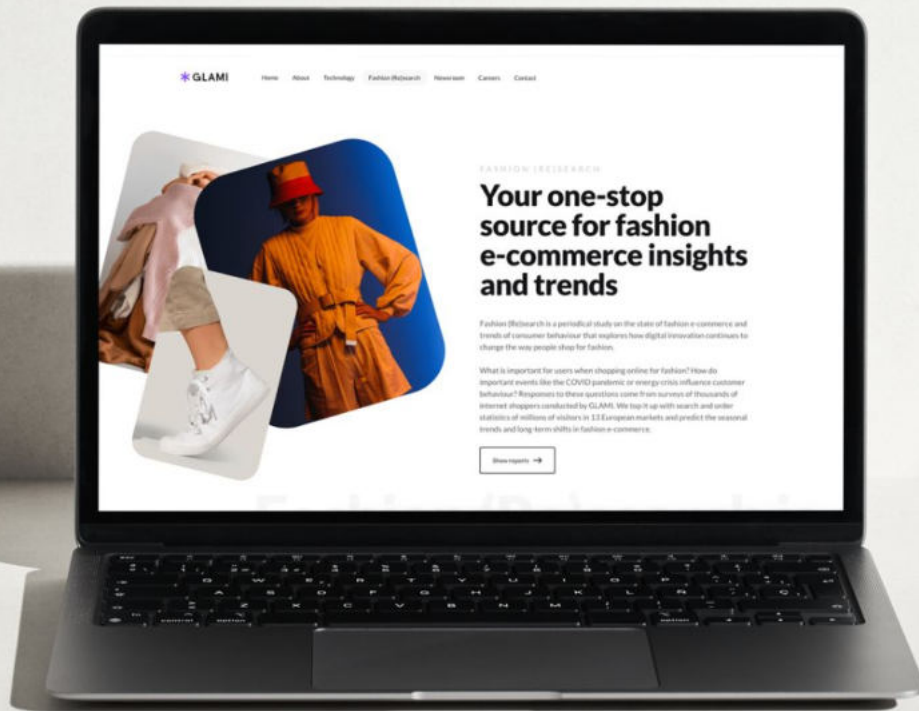 GLAMI Home About Technology Fashion (Re)search Newsroom Careers Contact
FASHION (RE)SEARCH
Your one-stop
source for fashion
e-commerce insights
and trends
Fashion (Re)search is a periodical study on the state of fashion e-commerce and
trends of consumer behaviour that explores how digital innovation continues to
change the way people shop for fashion.
What is important for users when shopping online for fashion? How do
important events like the COVID pandemic or energy crisis influence customer
behaviour? Responses to these questions come from surveys of thousands of
internet shoppers conducted by GLAMI. We top it up with search and order
statistics of millions of visitors in 13 European markets and predict the seasonal
trends and long-term shifts in fashion e-commerce.
Show reports
Q W E R T Y U I O P
A S D F G H J K L Ñ
Z X C V B N M
control option option